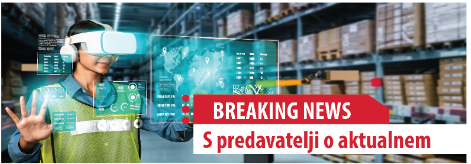 BREAKING NEWS
S predavatelji o aktualnem